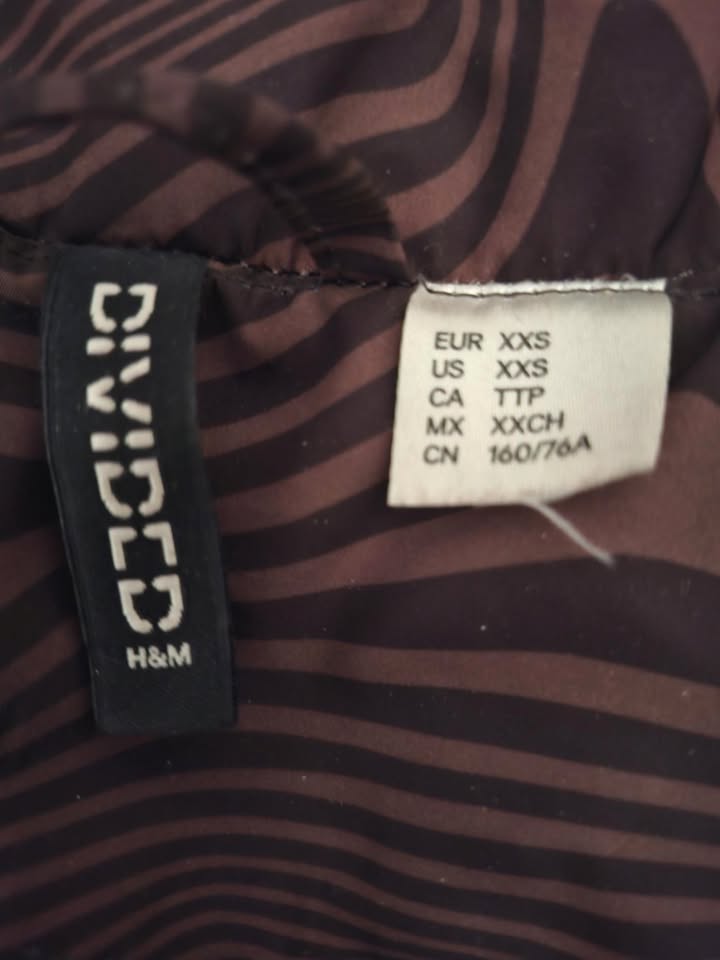 DIVIDED
H&M
EUR XXS
US XXS
CA TTP
MX XXCH
CN 160/76A